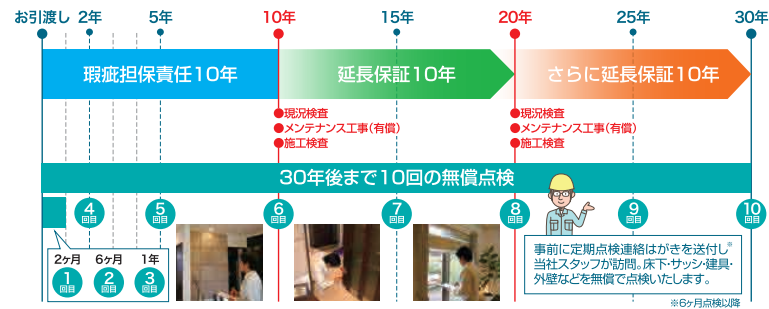 お引渡し 2年 5年 10年 15年 20年 25年 30年
瑕疵担保責任10年 延長保証10年 さらに延長保証10年
現況検査
メンテナンス工事(有償)
施工検査
現況検査
メンテナンス工事(有償)
施工検査
30年後まで10回の無償点検
4回目 5回目 6回目 7回目 8回目 9回目 10回目
2ヶ月 6ヶ月 1年
1回目 2回目 3回目
事前に定期点検連絡はがきを送付し※
当社スタッフが訪問。床下・サッシ・建具・
外壁などを無償で点検いたします。
※6ヶ月点検以降